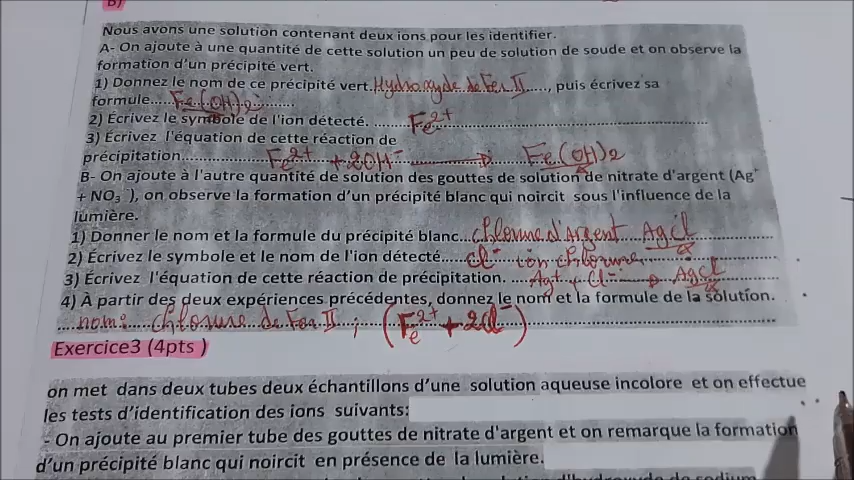 B)
Nous avons une solution contenant deux ions pour les identifier.
A- On ajoute à une quantité de cette solution un peu de solution de soude et on observe la
formation d'un précipité vert.
1) Donnez le nom de ce précipité vert. Hydroxyde de Fer II....., puis écrivez sa
formule..... Fe(OH)2 ..........
2) Écrivez le symbole de l'ion détecté. ........ Fe2+ ........
3) Écrivez l'équation de cette réaction de
précipitation............ Fe2+ + 2OH- → Fe(OH)2
B- On ajoute à l'autre quantité de solution des gouttes de solution de nitrate d'argent (Ag+
+ NO3-), on observe la formation d'un précipité blanc qui noircit sous l'influence de la
lumière.
1) Donner le nom et la formule du précipité blanc... chlorure d'Argent AgCl
2) Écrivez le symbole et le nom de l'ion détecté..... Cl- ion chlorure
3) Écrivez l'équation de cette réaction de précipitation. .... Ag+ + Cl- → AgCl
4) À partir des deux expériences précédentes, donnez le nom et la formule de la solution.
.... nom: chlorure de Fer II ; (Fe2+ + 2Cl-) ........
Exercice3 (4pts )
on met dans deux tubes deux échantillons d'une solution aqueuse incolore et on effectue
les tests d'identification des ions suivants:
- On ajoute au premier tube des gouttes de nitrate d'argent et on remarque la formation
d'un précipité blanc qui noircit en présence de la lumière.
d'hydroxyde de sodium